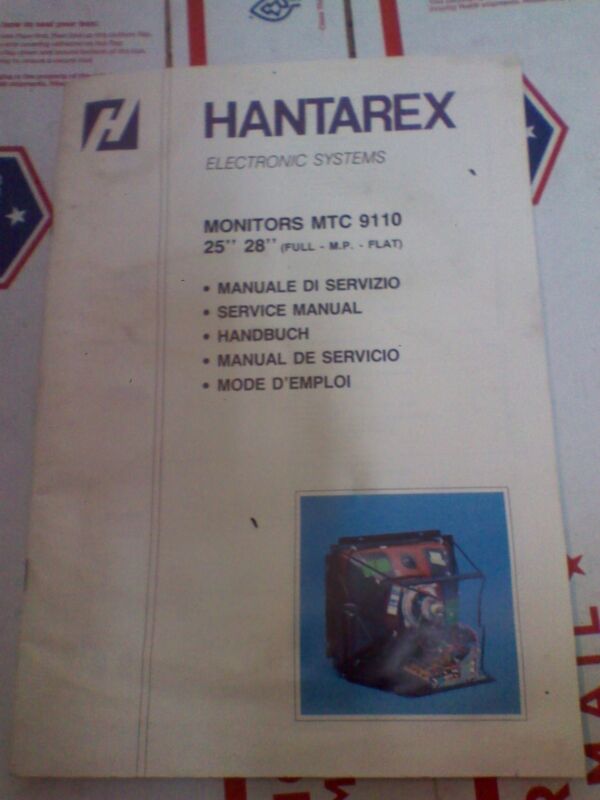 HANTAREX
ELECTRONIC SYSTEMS
MONITORS MTC 9110
25" 28" (FULL - M.P. - FLAT)
• MANUALE DI SERVIZIO
• SERVICE MANUAL
• HANDBUCH
• MANUAL DE SERVICIO
• MODE D'EMPLOI